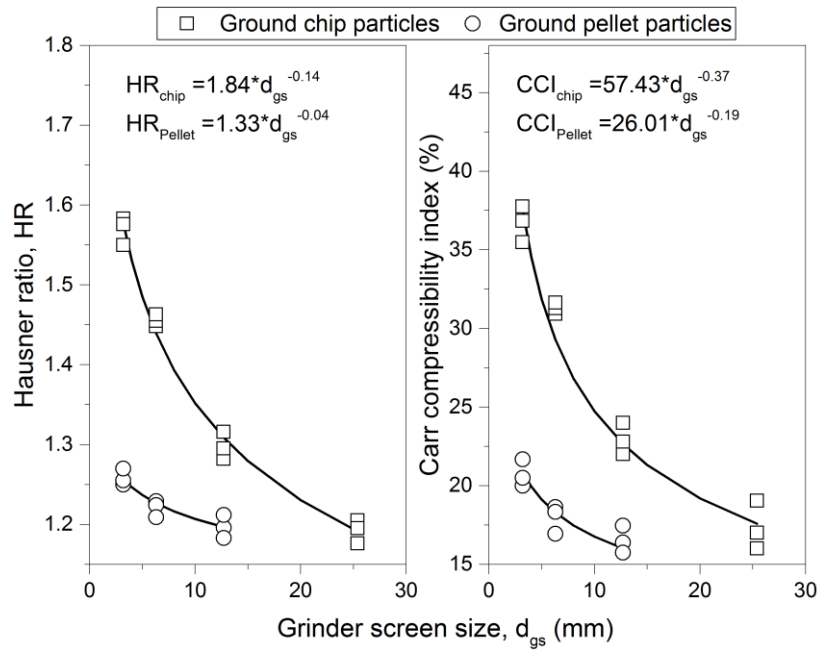 Ground chip particles Ground pellet particles
HR_chip =1.84*d_gs^-0.14
HR_Pellet =1.33*d_gs^-0.04
1.8
1.7
1.6
1.5
1.4
1.3
1.2
Hausner ratio, HR
0 10 20 30
CCI_chip =57.43*d_gs^-0.37
CCI_Pellet =26.01*d_gs^-0.19
45
40
35
30
25
20
15
Carr compressibility index (%)
0 10 20 30
Grinder screen size, d_gs (mm)